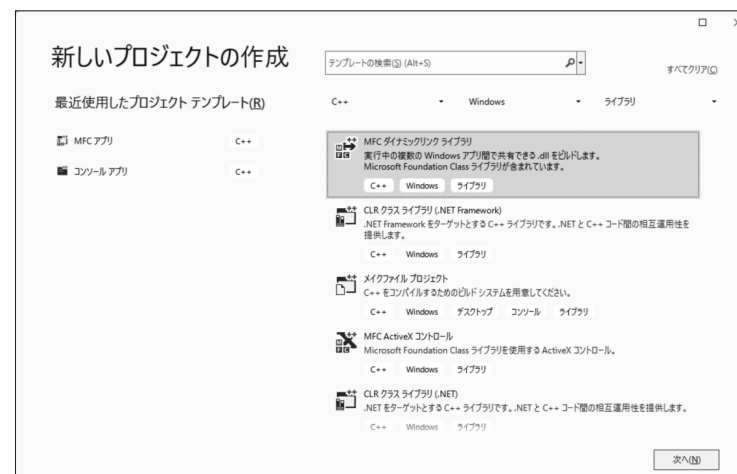 新しいプロジェクトの作成
テンプレートの検索(S) (Alt+S)
すべてクリア(C)
最近使用したプロジェクト テンプレート(R)
C++ Windows ライブラリ
MFC アプリ C++
コンソール アプリ C++
MFC ダイナミックリンク ライブラリ
実行中の複数の Windows アプリ間で共有できる .dll をビルドします。
Microsoft Foundation Class ライブラリが含まれています。
C++ Windows ライブラリ
CLR クラス ライブラリ (.NET Framework)
.NET Framework をターゲットとする C++ ライブラリです。.NET と C++ コード間の相互運用性を
提供します。
C++ Windows ライブラリ
メイクファイル プロジェクト
C++ をコンパイルするためのビルド システムを用意してください。
C++ Windows デスクトップ コンソール ライブラリ
MFC ActiveX コントロール
Microsoft Foundation Class ライブラリを使用する ActiveX コントロール。
C++ Windows ライブラリ
CLR クラス ライブラリ (.NET)
.NET をターゲットとする C++ ライブラリです。.NET と C++ コード間の相互運用性を提供します。
C++ Windows ライブラリ
次へ(N)